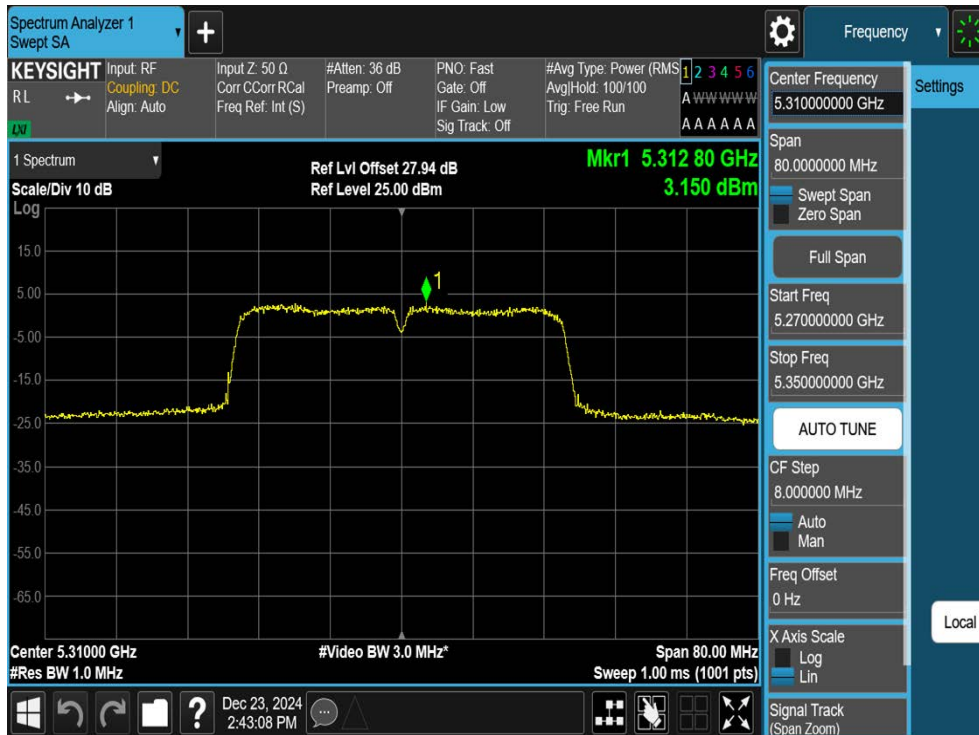 Spectrum Analyzer 1
Swept SA
+
Frequency
KEYSIGHT
RL
LXI
Input: RF
Coupling: DC
Align: Auto
Input Z: 50 Ω
Corr CCorr RCal
Freq Ref: Int (S)
#Atten: 36 dB
Preamp: Off
PNO: Fast
Gate: Off
IF Gain: Low
Sig Track: Off
#Avg Type: Power (RMS
Avg|Hold: 100/100
Trig: Free Run
1 2 3 4 5 6
A W W W W W
A A A A A A
1 Spectrum
Scale/Div 10 dB
Log
Ref Lvl Offset 27.94 dB
Ref Level 25.00 dBm
Mkr1 5.312 80 GHz
3.150 dBm
15.0
5.00
-5.00
-15.0
-25.0
-35.0
-45.0
-55.0
-65.0
1
Center 5.31000 GHz
#Res BW 1.0 MHz
#Video BW 3.0 MHz*
Span 80.00 MHz
Sweep 1.00 ms (1001 pts)
?
Dec 23, 2024
2:43:08 PM
Center Frequency
5.310000000 GHz
Span
80.0000000 MHz
Swept Span
Zero Span
Full Span
Start Freq
5.270000000 GHz
Stop Freq
5.350000000 GHz
AUTO TUNE
CF Step
8.000000 MHz
Auto
Man
Freq Offset
0 Hz
X Axis Scale
Log
Lin
Signal Track
(Span Zoom)
Settings
Local